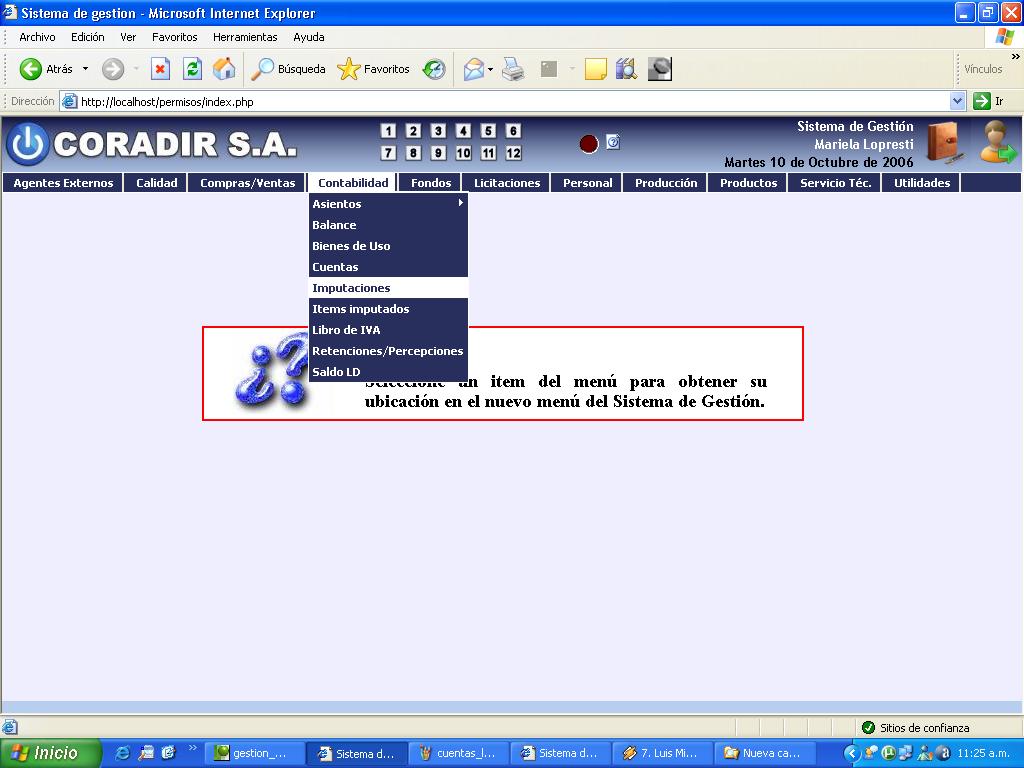 Sistema de gestion - Microsoft Internet Explorer
Archivo Edición Ver Favoritos Herramientas Ayuda
Atrás Búsqueda Favoritos Vínculos
Dirección http://localhost/permisos/index.php Ir
CORADIR S.A.
1 2 3 4 5 6
7 8 9 10 11 12
Sistema de Gestión
Mariela Lopresti
Martes 10 de Octubre de 2006
Agentes Externos Calidad Compras/Ventas Contabilidad Fondos Licitaciones Personal Producción Productos Servicio Téc. Utilidades
Asientos
Balance
Bienes de Uso
Cuentas
Imputaciones
Items imputados
Libro de IVA
Retenciones/Percepciones
Saldo LD
¿?
Seleccione un item del menú para obtener su
ubicación en el nuevo menú del Sistema de Gestión.
Sitios de confianza
Inicio gestion_... Sistema d... cuentas_l... Sistema d... 7. Luis Mi... Nueva ca... 11:25 a.m.